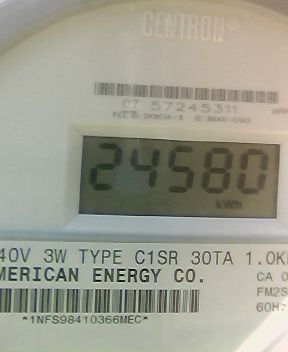 CENTRON®
07 57245311
24580
kWh
40V 3W TYPE C1SR 30TA 1.0K
MERICAN ENERGY CO.
CA 0
FM2S
60H
*1NFS98410366MEC*